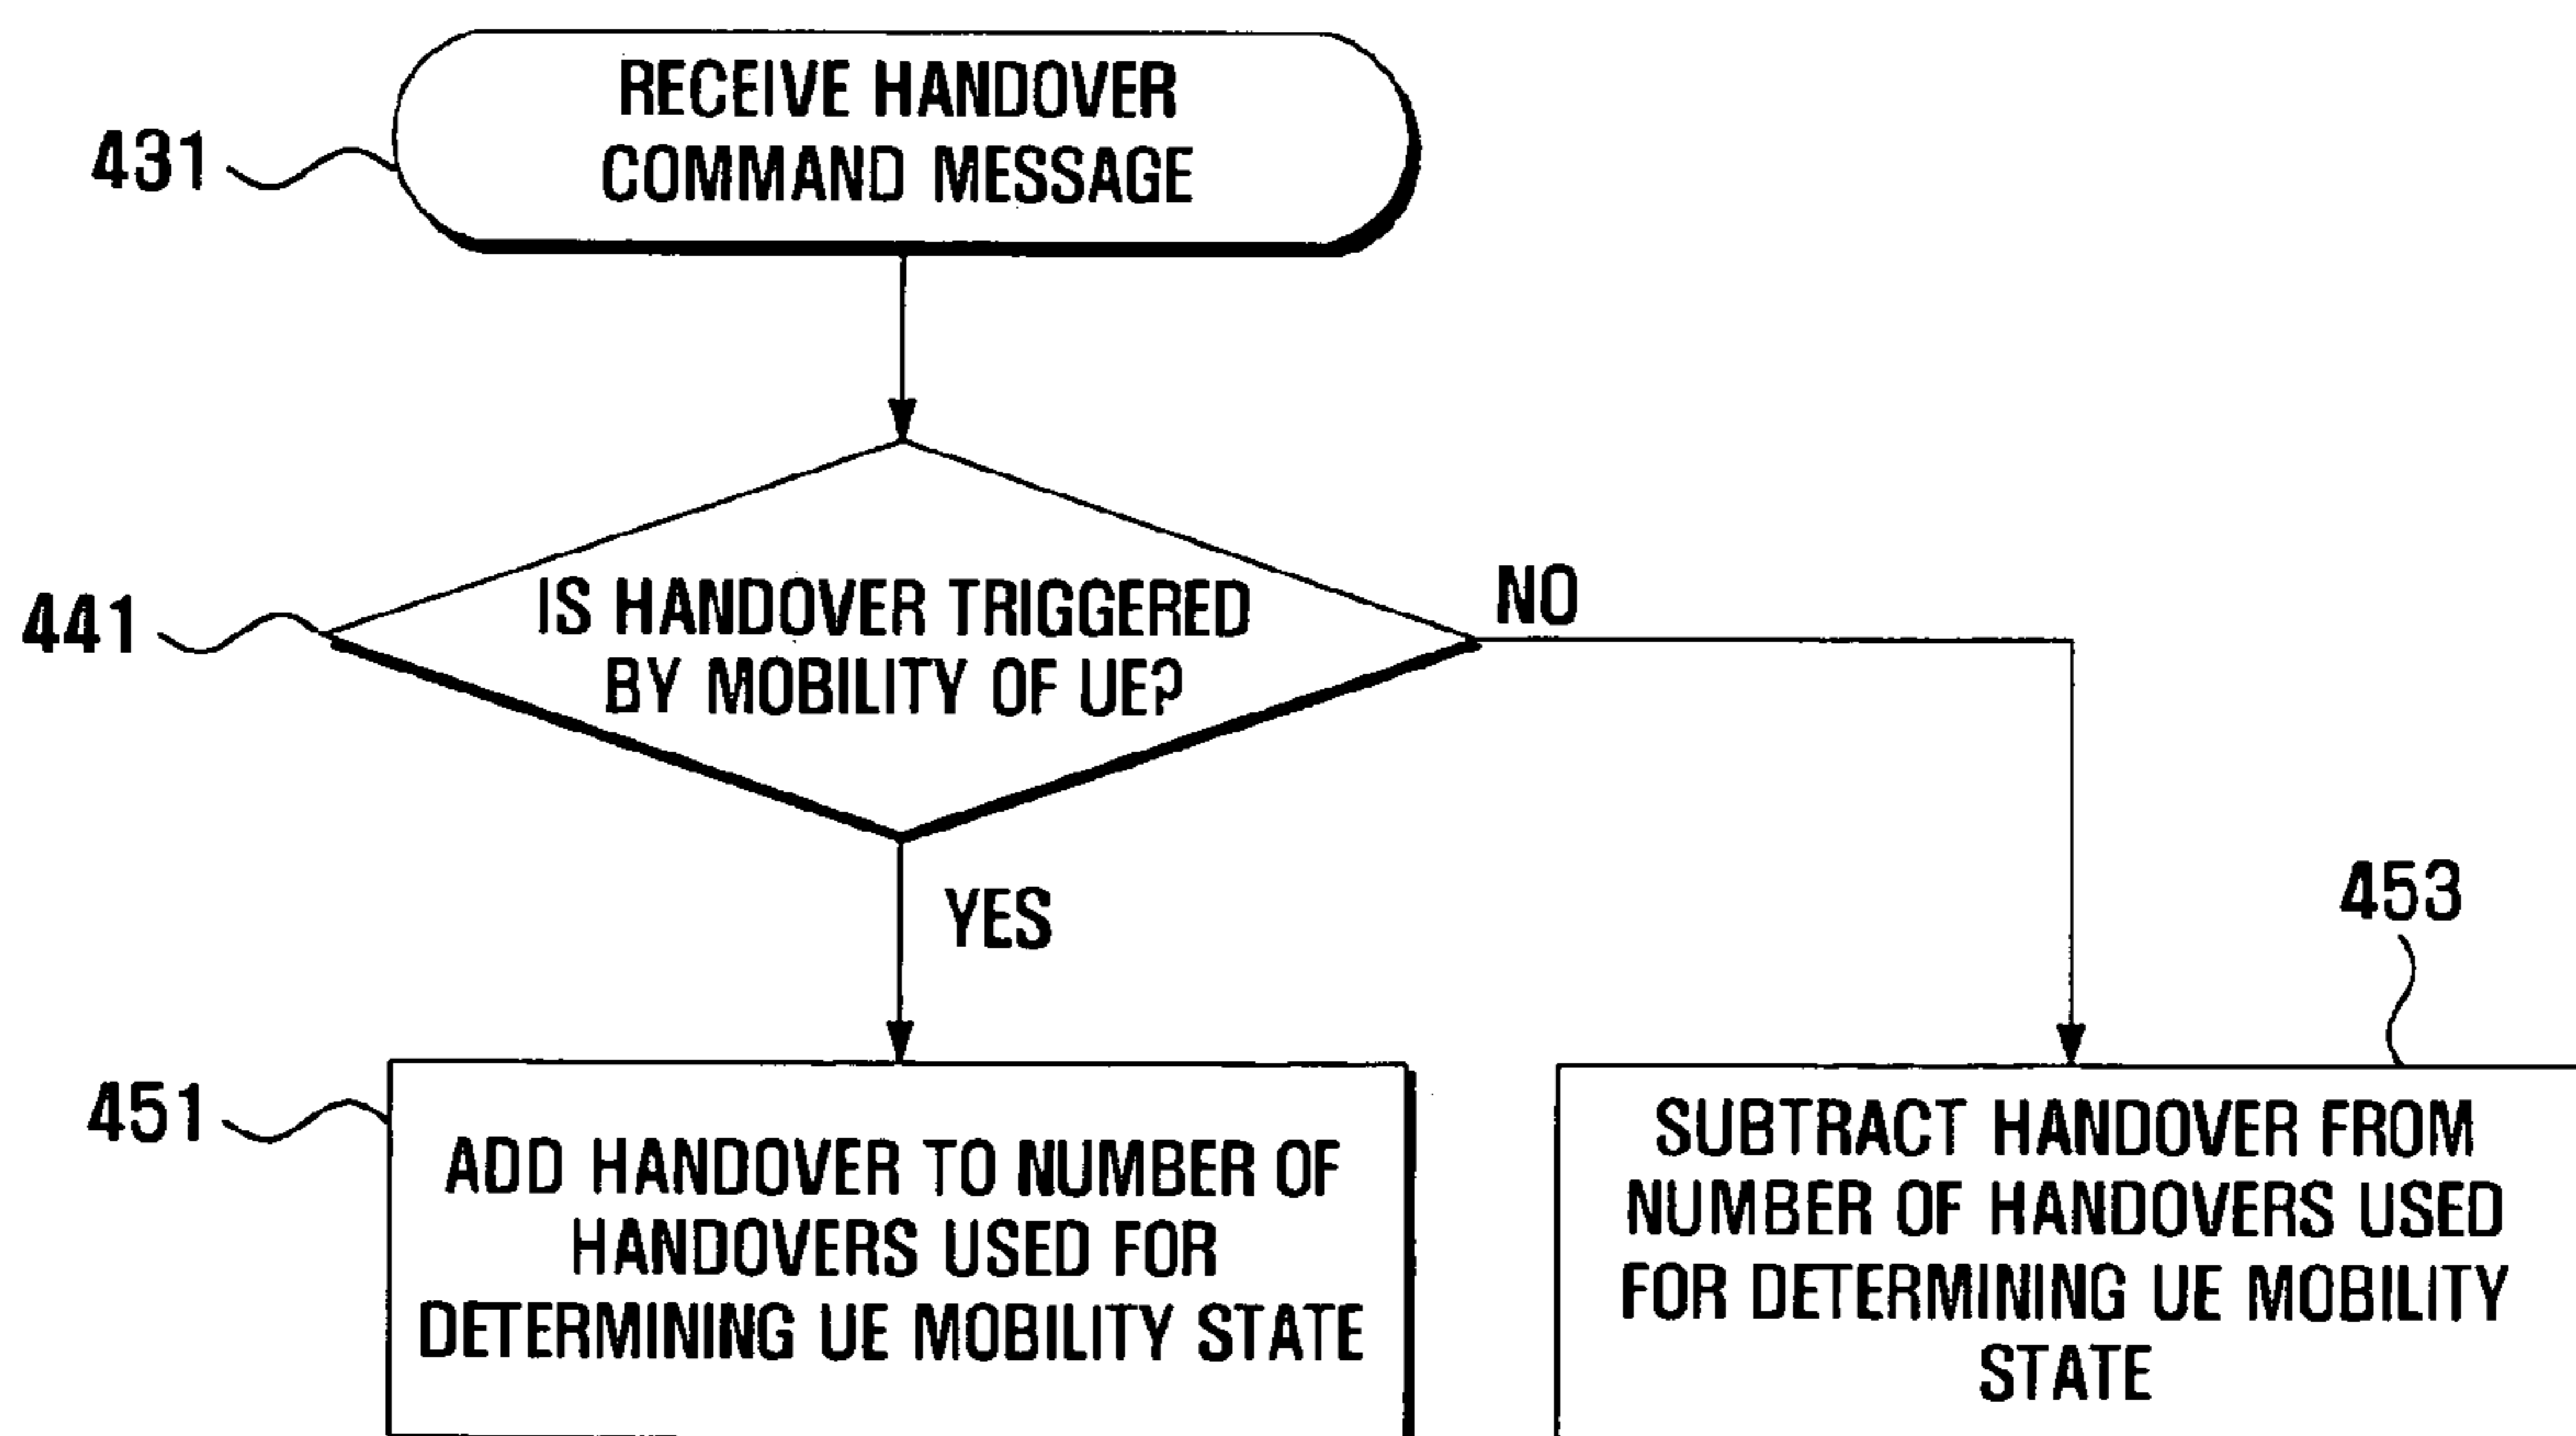 RECEIVE HANDOVER
COMMAND MESSAGE
431
IS HANDOVER TRIGGERED
BY MOBILITY OF UE?
441
NO
YES
453
451
ADD HANDOVER TO NUMBER OF
HANDOVERS USED FOR
DETERMINING UE MOBILITY STATE
SUBTRACT HANDOVER FROM
NUMBER OF HANDOVERS USED
FOR DETERMINING UE MOBILITY
STATE